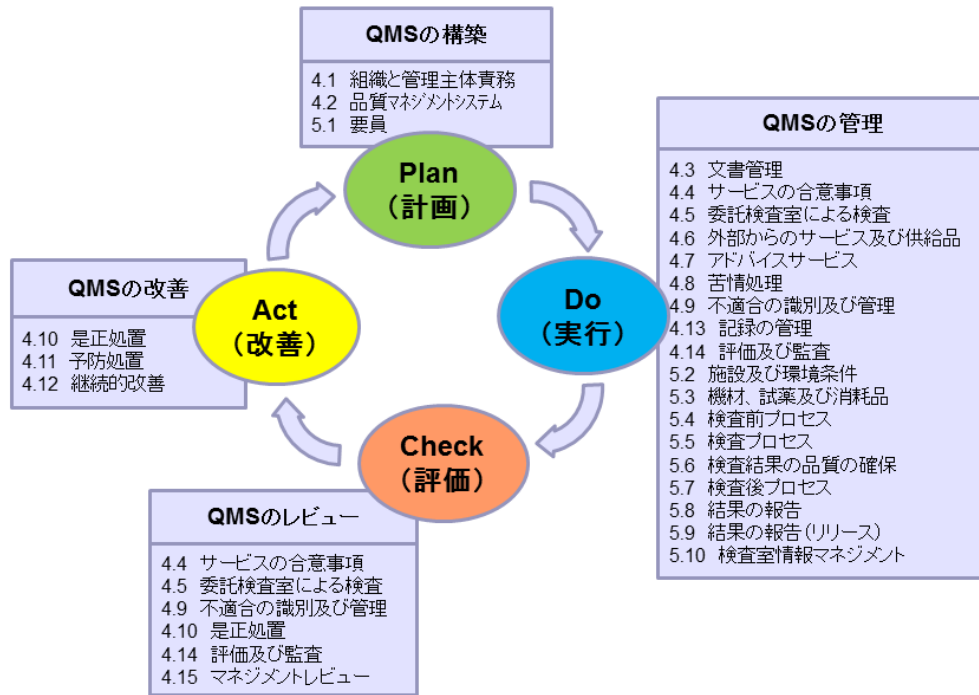 QMSの構築
4.1 組織と管理主体責務
4.2 品質マネジメントシステム
5.1 要員
Plan
（計画）
QMSの管理
4.3 文書管理
4.4 サービスの合意事項
4.5 委託検査室による検査
4.6 外部からのサービス及び供給品
4.7 アドバイスサービス
4.8 苦情処理
4.9 不適合の識別及び管理
4.13 記録の管理
4.14 評価及び監査
5.2 施設及び環境条件
5.3 機材、試薬及び消耗品
5.4 検査前プロセス
5.5 検査プロセス
5.6 検査結果の品質の確保
5.7 検査後プロセス
5.8 結果の報告
5.9 結果の報告（リリース）
5.10 検査室情報マネジメント
Do
（実行）
Check
（評価）
QMSのレビュー
4.4 サービスの合意事項
4.5 委託検査室による検査
4.9 不適合の識別及び管理
4.10 是正処置
4.14 評価及び監査
4.15 マネジメントレビュー
QMSの改善
4.10 是正処置
4.11 予防処置
4.12 継続的改善
Act
（改善）